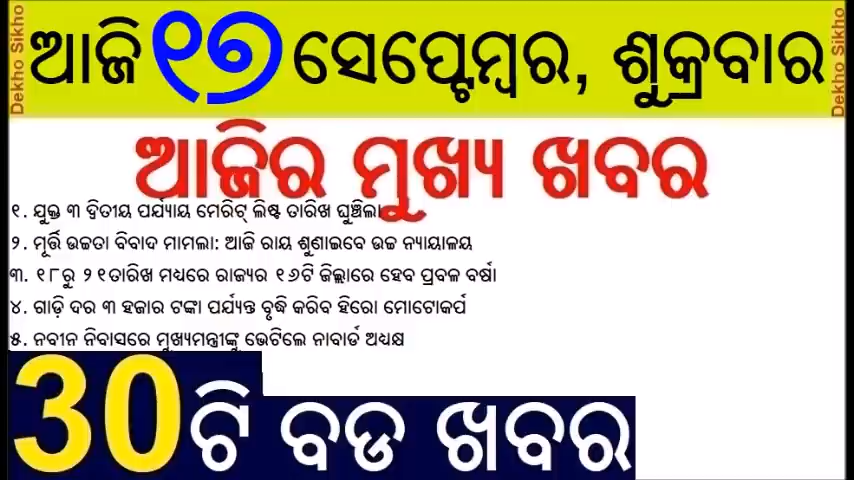 Dekho Sikho
ଆଜି ୧୭ ସେପ୍ଟେମ୍ବର, ଶୁକ୍ରବାର
Dekho Sikho
ଆଜିର ମୁଖ୍ୟ ଖବର
୧. ଯୁକ୍ତ ୩ ଦ୍ଵିତୀୟ ପର୍ଯ୍ୟାୟ ମେରିଟ୍ ଲିଷ୍ଟ ତାରିଖ ଘୁଞ୍ଚିଲା
୨. ମୂର୍ତ୍ତି ଉଚ୍ଚତା ବିବାଦ ମାମଲା: ଆଜି ରାୟ ଶୁଣାଇବେ ଉଚ୍ଚ ନ୍ୟାୟାଳୟ
୩. ୧୮ରୁ ୨୧ତାରିଖ ମଧ୍ୟରେ ରାଜ୍ୟର ୧୬ଟି ଜିଲ୍ଲାରେ ହେବ ପ୍ରବଳ ବର୍ଷା
୪. ଗାଡ଼ି ଦର ୩ ହଜାର ଟଙ୍କା ପର୍ଯ୍ୟନ୍ତ ବୃଦ୍ଧି କରିବ ହିରୋ ମୋଟୋକର୍ପ
୫. ନବୀନ ନିବାସରେ ମୁଖ୍ୟମନ୍ତ୍ରୀଙ୍କୁ ଭେଟିଲେ ନାବାର୍ଡ ଅଧ୍ୟକ୍ଷ
30ଟି ବଡ ଖବର